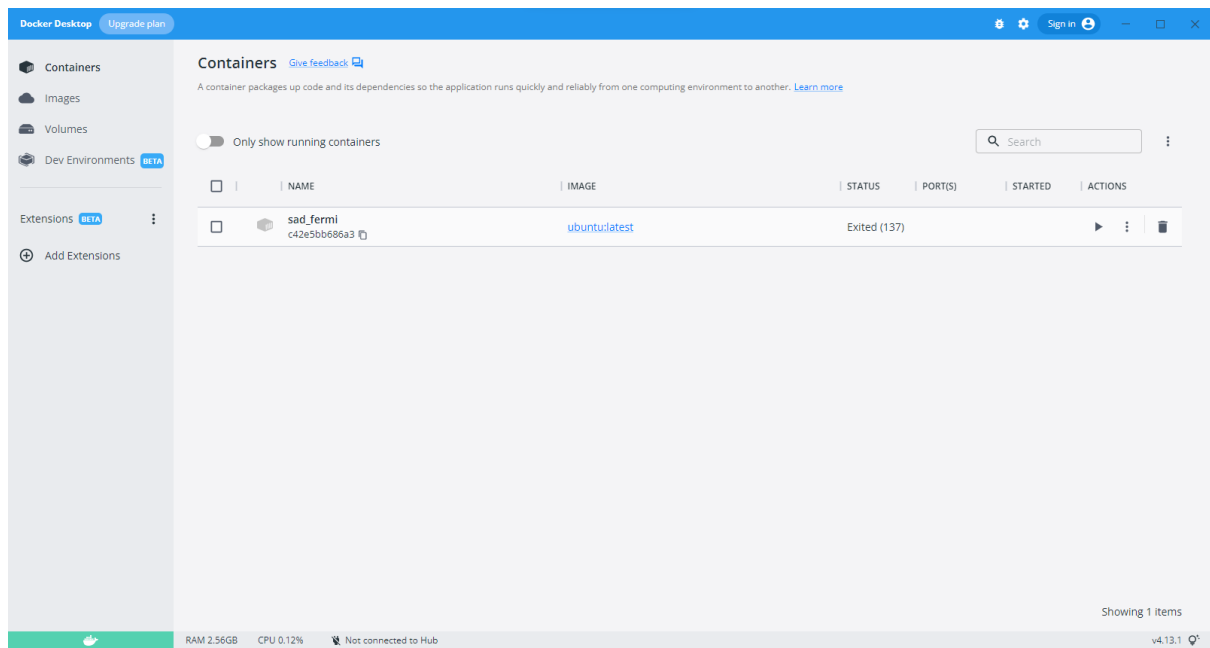 Docker Desktop Upgrade plan Sign in
Containers
Images
Volumes
Dev Environments BETA
Extensions BETA
Add Extensions
Containers Give feedback
A container packages up code and its dependencies so the application runs quickly and reliably from one computing environment to another. Learn more
Only show running containers Search
NAME IMAGE STATUS PORT(S) STARTED ACTIONS
sad_fermi
c42e5bb686a3
ubuntu:latest Exited (137)
Showing 1 items
RAM 2.56GB CPU 0.12% Not connected to Hub v4.13.1